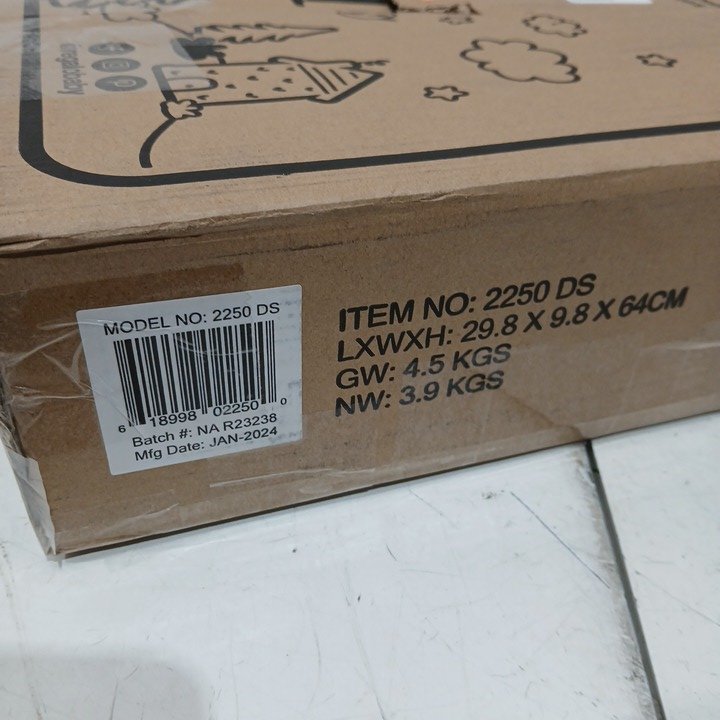 MODEL NO: 2250 DS
6 18998 02250 0
Batch #: NA R23238
Mfg Date: JAN-2024
ITEM NO: 2250 DS
LXWXH: 29.8 X 9.8 X 64CM
GW: 4.5 KGS
NW: 3.9 KGS